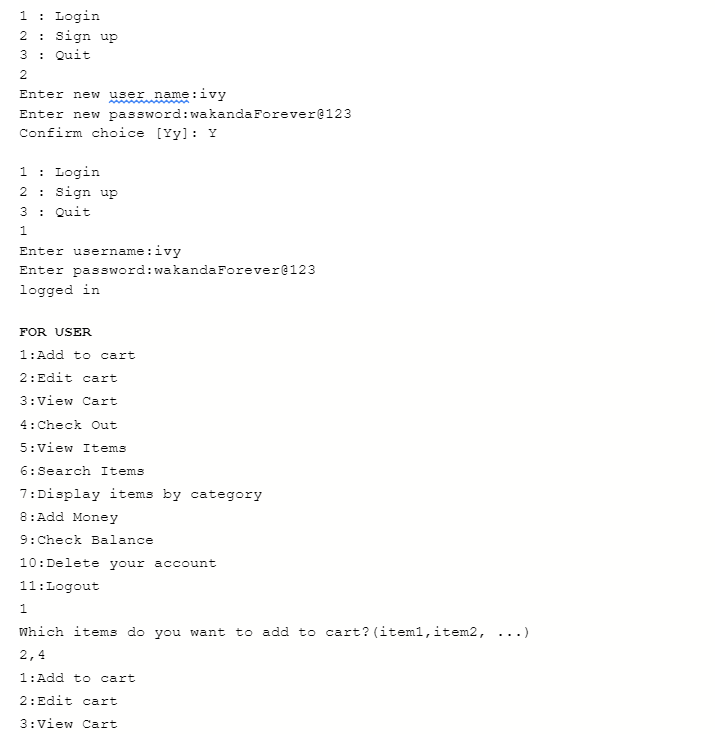 1 : Login
2 : Sign up
3 : Quit
2
Enter new user name:ivy
Enter new password:wakandaForever@123
Confirm choice [Yy]: Y
1 : Login
2 : Sign up
3 : Quit
1
Enter username:ivy
Enter password:wakandaForever@123
logged in
FOR USER
1:Add to cart
2:Edit cart
3:View Cart
4:Check Out
5:View Items
6:Search Items
7:Display items by category
8:Add Money
9:Check Balance
10:Delete your account
11:Logout
1
Which items do you want to add to cart?(item1,item2, ...)
2,4
1:Add to cart
2:Edit cart
3:View Cart